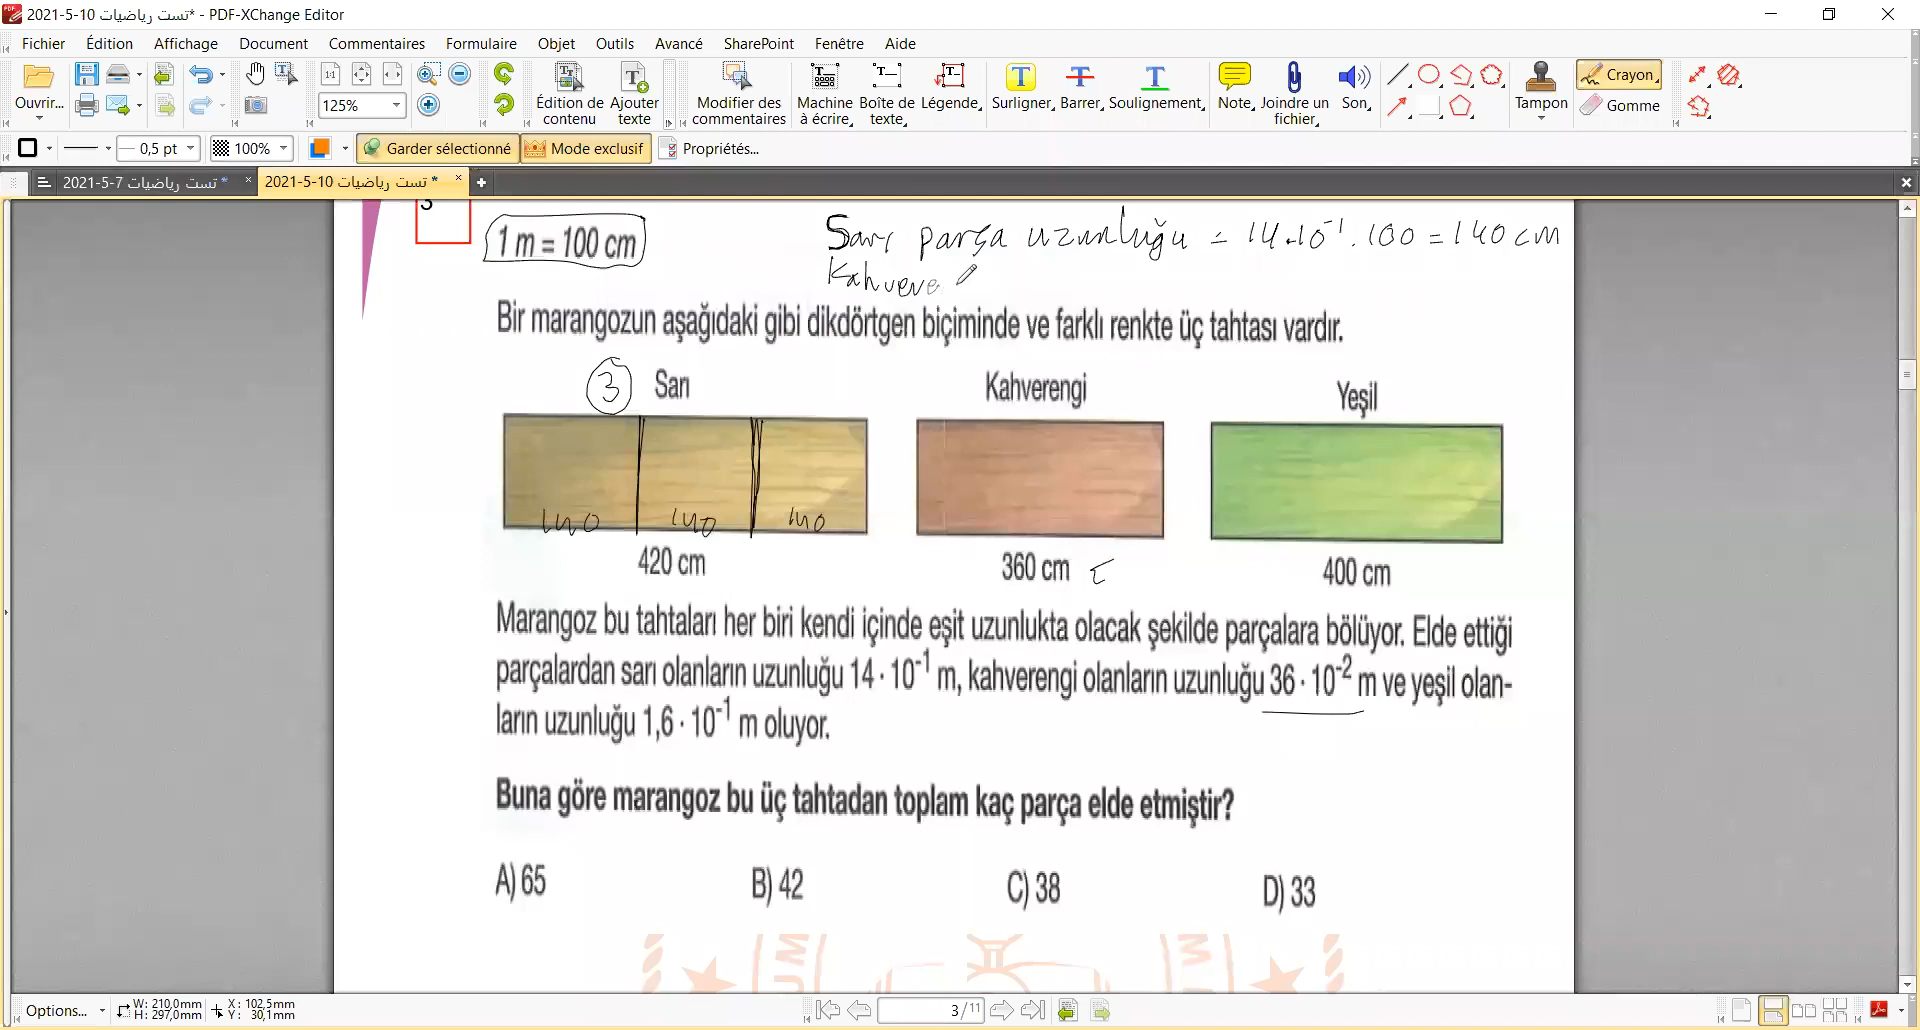 تست رياضيات 10-5-2021* - PDF-XChange Editor
Fichier Édition Affichage Document Commentaires Formulaire Objet Outils Avancé SharePoint Fenêtre Aide
Ouvrir... 125% Édition de contenu Ajouter texte Modifier des commentaires Machine à écrire Boîte de texte Légende Surligner Barrer Soulignement Note Joindre un fichier Son Tampon Crayon Gomme
0,5 pt 100% Garder sélectionné Mode exclusif Propriétés...
تست رياضيات 7-5-2021 * تست رياضيات 10-5-2021 *
3
1 m = 100 cm
Sarı parça uzunluğu = 14.10⁻¹.100 = 140 cm
Kahvere
Bir marangozun aşağıdaki gibi dikdörtgen biçiminde ve farklı renkte üç tahtası vardır.
3 Sarı Kahverengi Yeşil
140 140 140
420 cm 360 cm 400 cm
Marangoz bu tahtaları her biri kendi içinde eşit uzunlukta olacak şekilde parçalara bölüyor. Elde ettiği
parçalardan sarı olanların uzunluğu 14 · 10⁻¹ m, kahverengi olanların uzunluğu 36 · 10⁻² m ve yeşil olan-
ların uzunluğu 1,6 · 10⁻¹ m oluyor.
Buna göre marangoz bu üç tahtadan toplam kaç parça elde etmiştir?
A) 65 B) 42 C) 38 D) 33
Options... W: 210,0mm H: 297,0mm X: 102,5mm Y: 30,1mm 3 / 11